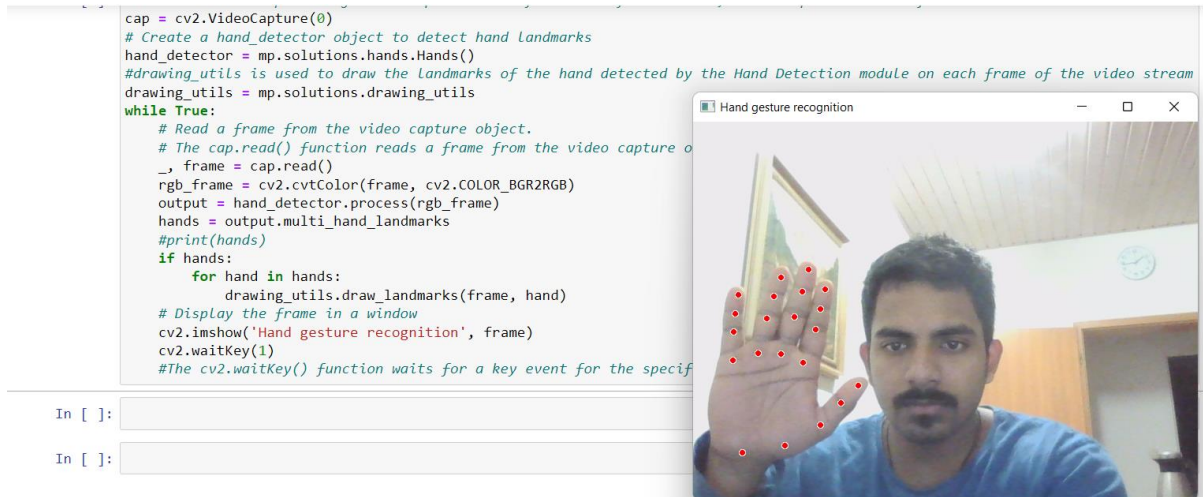 cap = cv2.VideoCapture(0)
# Create a hand_detector object to detect hand landmarks
hand_detector = mp.solutions.hands.Hands()
#drawing_utils is used to draw the landmarks of the hand detected by the Hand Detection module on each frame of the video stream
drawing_utils = mp.solutions.drawing_utils
while True:
    # Read a frame from the video capture object.
    # The cap.read() function reads a frame from the video capture o
    _, frame = cap.read()
    rgb_frame = cv2.cvtColor(frame, cv2.COLOR_BGR2RGB)
    output = hand_detector.process(rgb_frame)
    hands = output.multi_hand_landmarks
    #print(hands)
    if hands:
        for hand in hands:
            drawing_utils.draw_landmarks(frame, hand)
    # Display the frame in a window
    cv2.imshow('Hand gesture recognition', frame)
    cv2.waitKey(1)
    #The cv2.waitKey() function waits for a key event for the specif
In [ ]:
In [ ]:
Hand gesture recognition